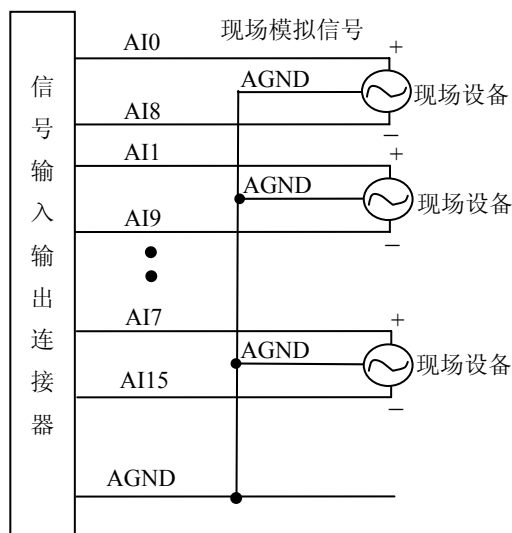 信号输入输出连接器
现场模拟信号
AI0
+
AGND
现场设备
AI8
−
AI1
+
AGND
现场设备
AI9
−
AI7
+
AGND
现场设备
AI15
−
AGND